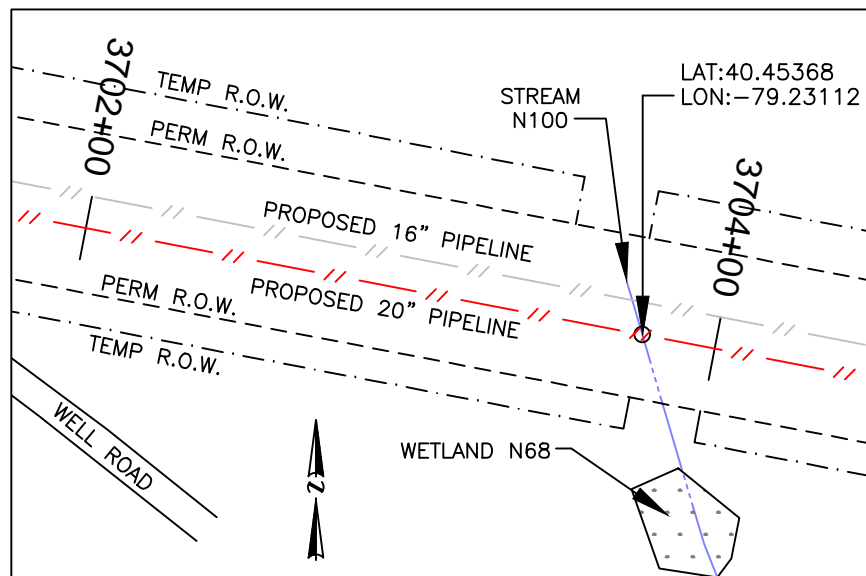 3702+00
TEMP R.O.W.
PERM R.O.W.
STREAM
N100
LAT:40.45368
LON:-79.23112
3704+00
PROPOSED 16" PIPELINE
PROPOSED 20" PIPELINE
PERM R.O.W.
TEMP R.O.W.
WELL ROAD
WETLAND N68
N